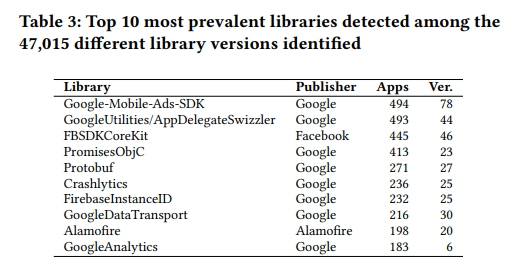 Table 3: Top 10 most prevalent libraries detected among the
47,015 different library versions identified
Library Publisher Apps Ver.
Google-Mobile-Ads-SDK Google 494 78
GoogleUtilities/AppDelegateSwizzler Google 493 44
FBSDKCoreKit Facebook 445 46
PromisesObjC Google 413 23
Protobuf Google 271 27
Crashlytics Google 236 25
FirebaseInstanceID Google 232 25
GoogleDataTransport Google 216 30
Alamofire Alamofire 198 20
GoogleAnalytics Google 183 6